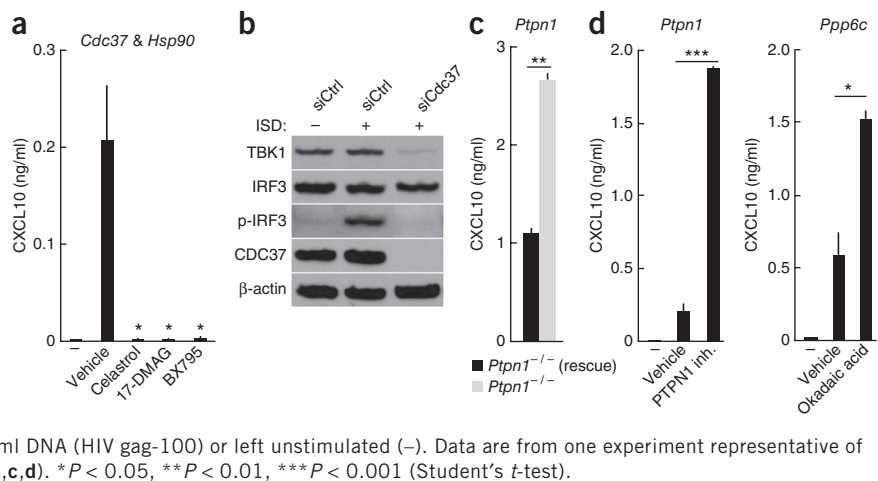 a
Cdc37 & Hsp90
CXCL10 (ng/ml)
0.3
0.2
0.1
0
–
Vehicle
Celastrol
17-DMAG
BX795
*
*
*
b
siCtrl
siCtrl
siCdc37
ISD: – + +
TBK1
IRF3
p-IRF3
CDC37
β-actin
c
Ptpn1
CXCL10 (ng/ml)
3
2
1
0
**
Ptpn1–/– (rescue)
Ptpn1–/–
d
Ptpn1
CXCL10 (ng/ml)
2.0
1.5
1.0
0.5
0
***
–
Vehicle
PTPN1 inh.
Ppp6c
CXCL10 (ng/ml)
2.0
1.5
1.0
0.5
0
*
–
Vehicle
Okadaic acid
ml DNA (HIV gag-100) or left unstimulated (–). Data are from one experiment representative of
,c,d). *P < 0.05, **P < 0.01, ***P < 0.001 (Student's t-test).